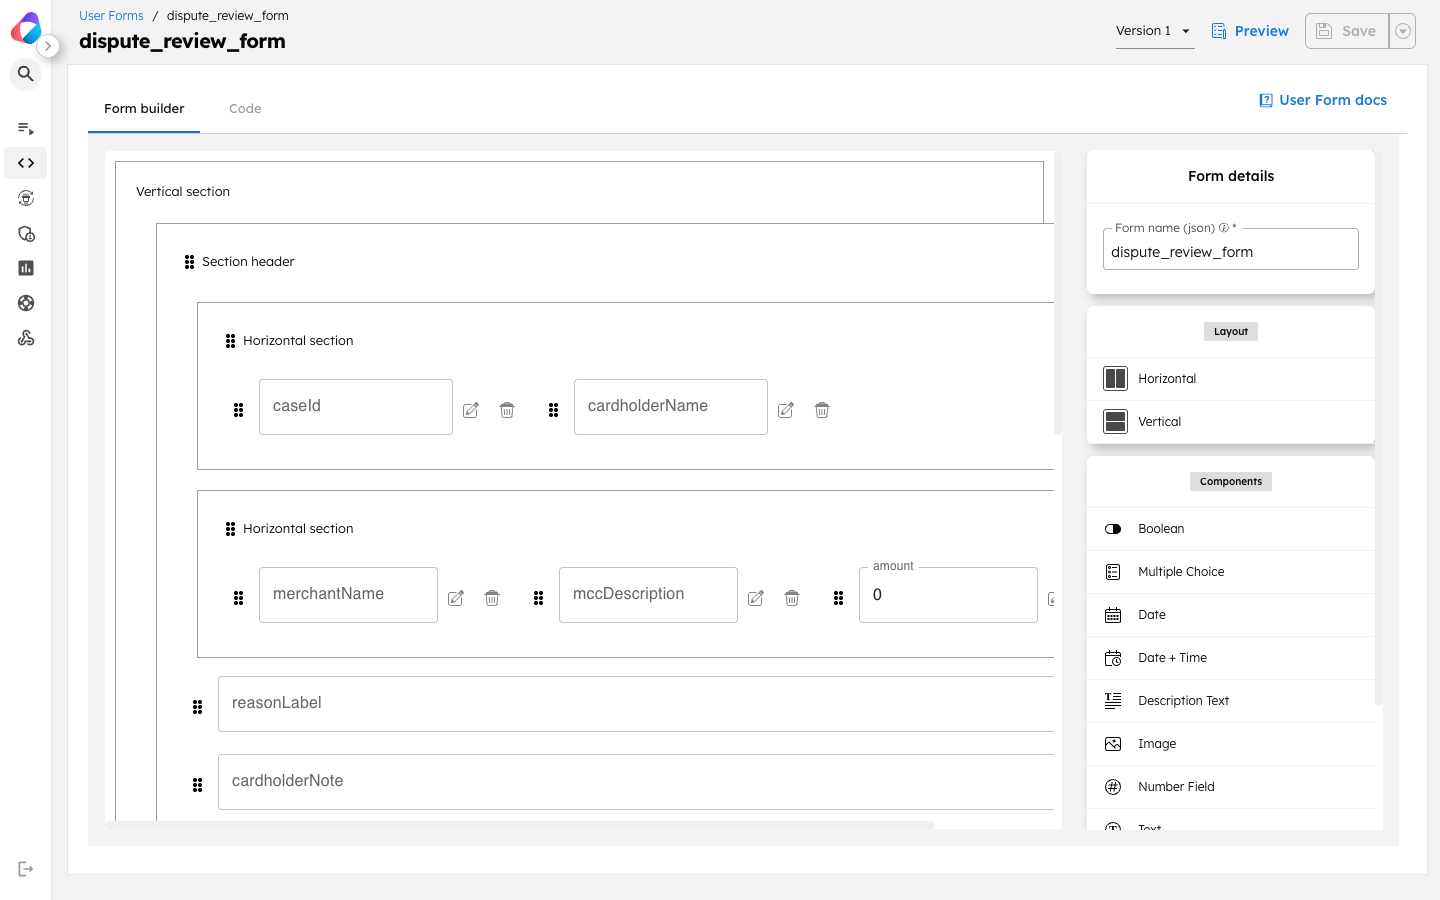 User Forms / dispute_review_form
dispute_review_form
Version 1
Preview
Save
Form builder
Code
User Form docs
Vertical section
Section header
Horizontal section
caseId
cardholderName
Horizontal section
merchantName
mccDescription
amount
0
reasonLabel
cardholderNote
Form details
Form name (json) *
dispute_review_form
Layout
Horizontal
Vertical
Components
Boolean
Multiple Choice
Date
Date + Time
Description Text
Image
Number Field
Text